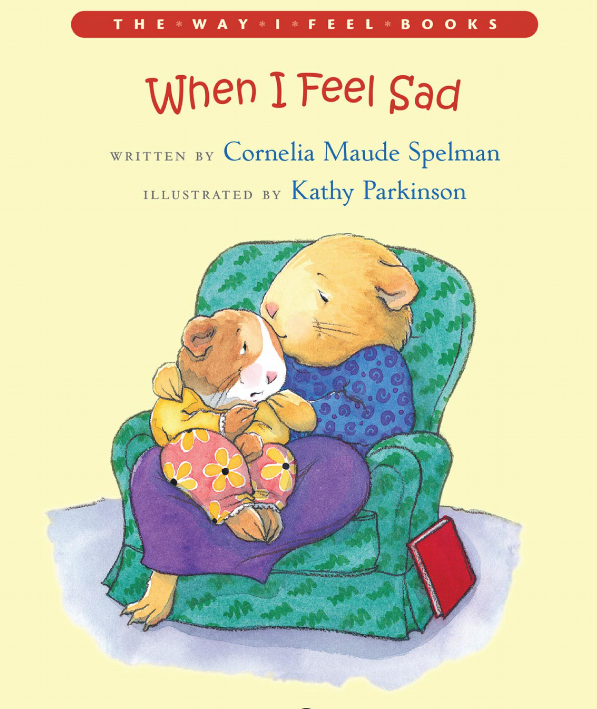 THE * WAY * I * FEEL * BOOKS
When I Feel Sad
WRITTEN BY Cornelia Maude Spelman
ILLUSTRATED BY Kathy Parkinson